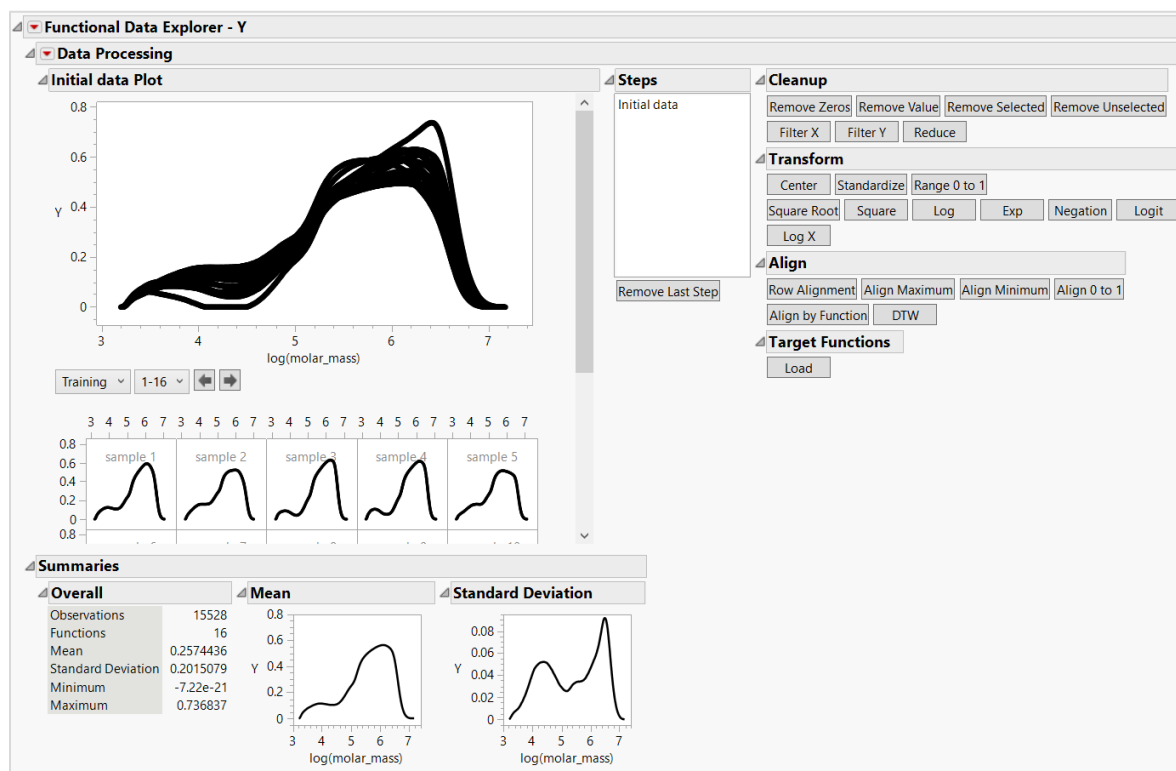 Functional Data Explorer - Y
Data Processing
Initial data Plot
0.8
0.6
0.4
0.2
0
Y
3 4 5 6 7
log(molar_mass)
Training 1-16
3 4 5 6 7 3 4 5 6 7 3 4 5 6 7 3 4 5 6 7 3 4 5 6 7
0.8
0.6
0.4
0.2
0
0.8
sample 1 sample 2 sample 3 sample 4 sample 5
Steps
Initial data
Remove Last Step
Cleanup
Remove Zeros Remove Value Remove Selected Remove Unselected
Filter X Filter Y Reduce
Transform
Center Standardize Range 0 to 1
Square Root Square Log Exp Negation Logit
Log X
Align
Row Alignment Align Maximum Align Minimum Align 0 to 1
Align by Function DTW
Target Functions
Load
Summaries
Overall
Observations 15528
Functions 16
Mean 0.2574436
Standard Deviation 0.2015079
Minimum -7.22e-21
Maximum 0.736837
Mean
0.8
0.6
0.4
0.2
0
Y
3 4 5 6 7
log(molar_mass)
Standard Deviation
0.08
0.06
0.04
0.02
0
Y
3 4 5 6 7
log(molar_mass)